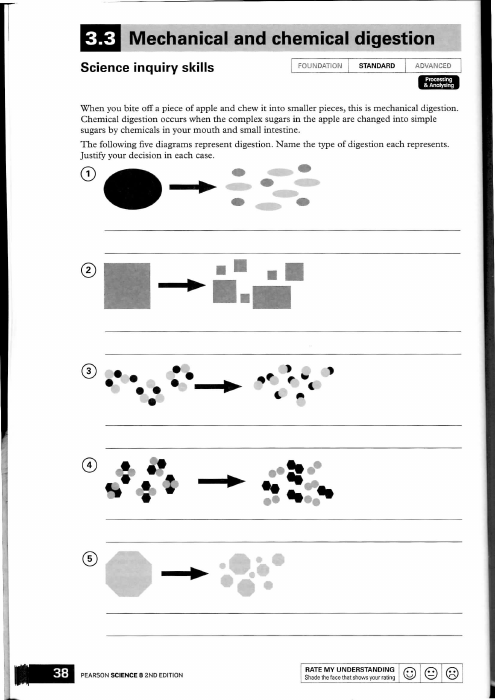 3.3 Mechanical and chemical digestion
Science inquiry skills
FOUNDATION STANDARD ADVANCED
Processing
& Analysing
When you bite off a piece of apple and chew it into smaller pieces, this is mechanical digestion.
Chemical digestion occurs when the complex sugars in the apple are changed into simple
sugars by chemicals in your mouth and small intestine.
The following five diagrams represent digestion. Name the type of digestion each represents.
Justify your decision in each case.
1
2
3
4
5
38 PEARSON SCIENCE 8 2ND EDITION
RATE MY UNDERSTANDING
Shade the face that shows your rating